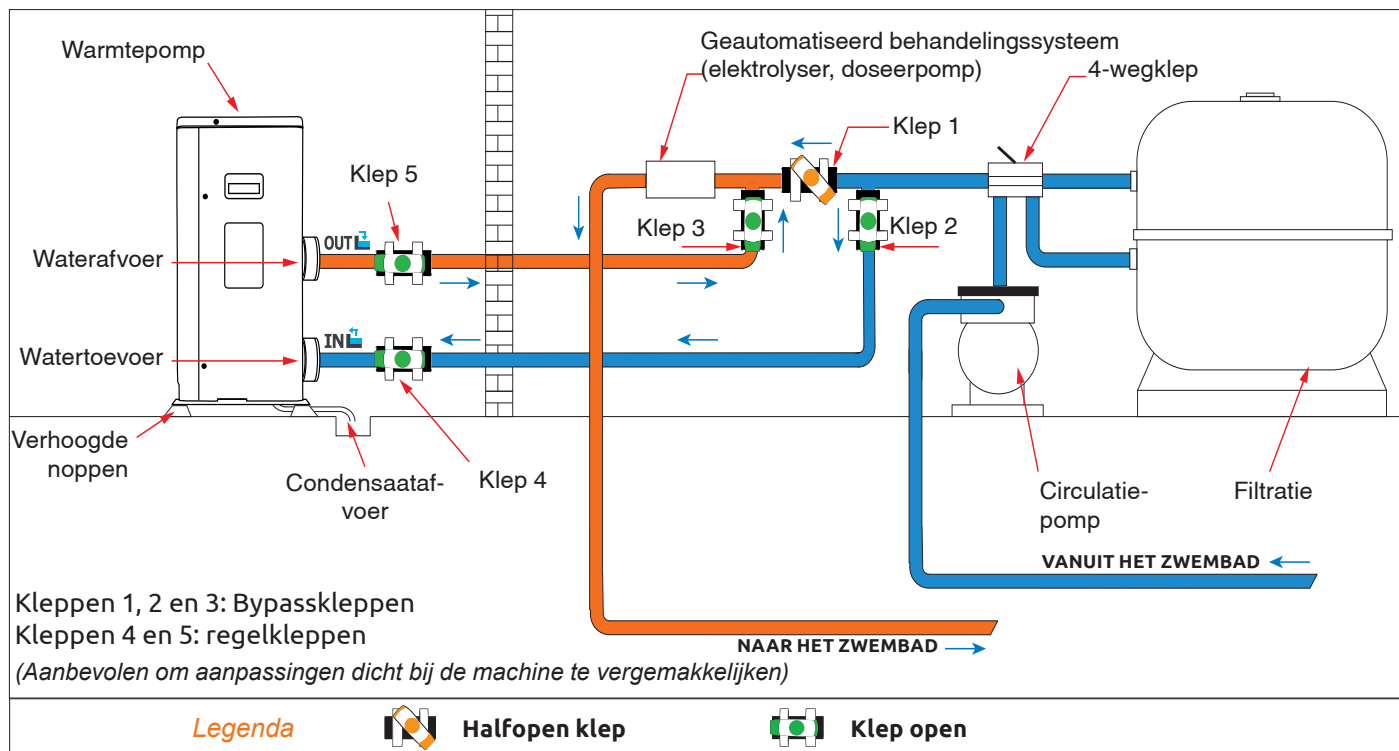 Warmtepomp
Geautomatiseerd behandelingssysteem
(elektrolyser, doseerpomp)
4-wegklep
Klep 1
Klep 5
Klep 3
Klep 2
OUT
Waterafvoer
IN
Watertoevoer
Verhoogde
noppen
Condensaataf-
voer
Klep 4
Circulatie-
pomp
Filtratie
VANUIT HET ZWEMBAD
NAAR HET ZWEMBAD
Kleppen 1, 2 en 3: Bypasskleppen
Kleppen 4 en 5: regelkleppen
(Aanbevolen om aanpassingen dicht bij de machine te vergemakkelijken)
Legenda
Halfopen klep
Klep open